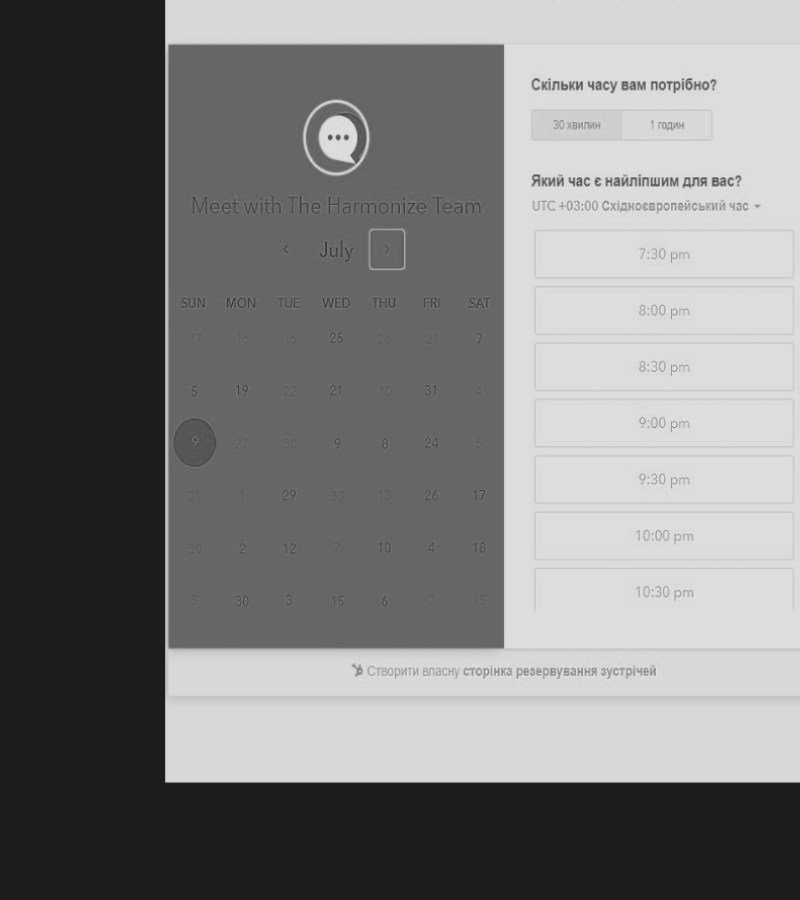 Meet with The Harmonize Team
July
SUN MON TUE WED THU FRI SAT
17 16 16 25 26 21 7
5 19 22 21 10 31 4
9 27 30 9 8 24 5
21 1 29 30 13 26 17
30 2 12 7 10 4 18
5 30 3 15 6 7 15
Скільки часу вам потрібно?
30 хвилин 1 годин
Який час є найліпшим для вас?
UTC +03:00 Східноєвропейський час
7:30 pm
8:00 pm
8:30 pm
9:00 pm
9:30 pm
10:00 pm
10:30 pm
Створити власну сторінка резервування зустрічей